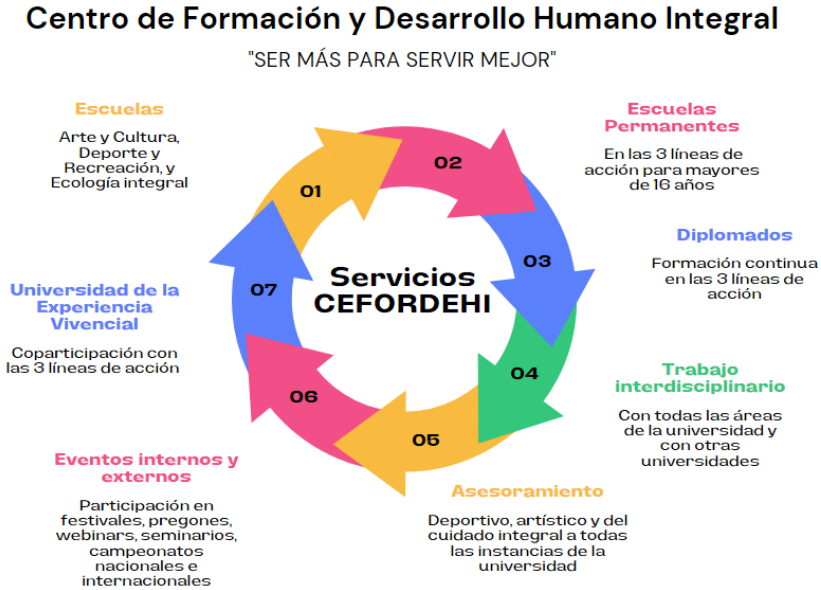 Centro de Formación y Desarrollo Humano Integral
"SER MÁS PARA SERVIR MEJOR"
Escuelas
Arte y Cultura,
Deporte y
Recreación, y
Ecología integral
01
02
Escuelas
Permanentes
En las 3 líneas de
acción para mayores
de 16 años
03
Diplomados
Formación continua
en las 3 líneas de
acción
Servicios
CEFORDEHI
04
Trabajo
interdisciplinario
Con todas las áreas
de la universidad y
con otras
universidades
05
Asesoramiento
Deportivo, artístico y del
cuidado integral a todas
las instancias de la
universidad
06
Eventos internos y
externos
Participación en
festivales, pregones,
webinars, seminarios,
campeonatos
nacionales e
internacionales
07
Universidad de la
Experiencia
Vivencial
Coparticipación con
las 3 líneas de acción